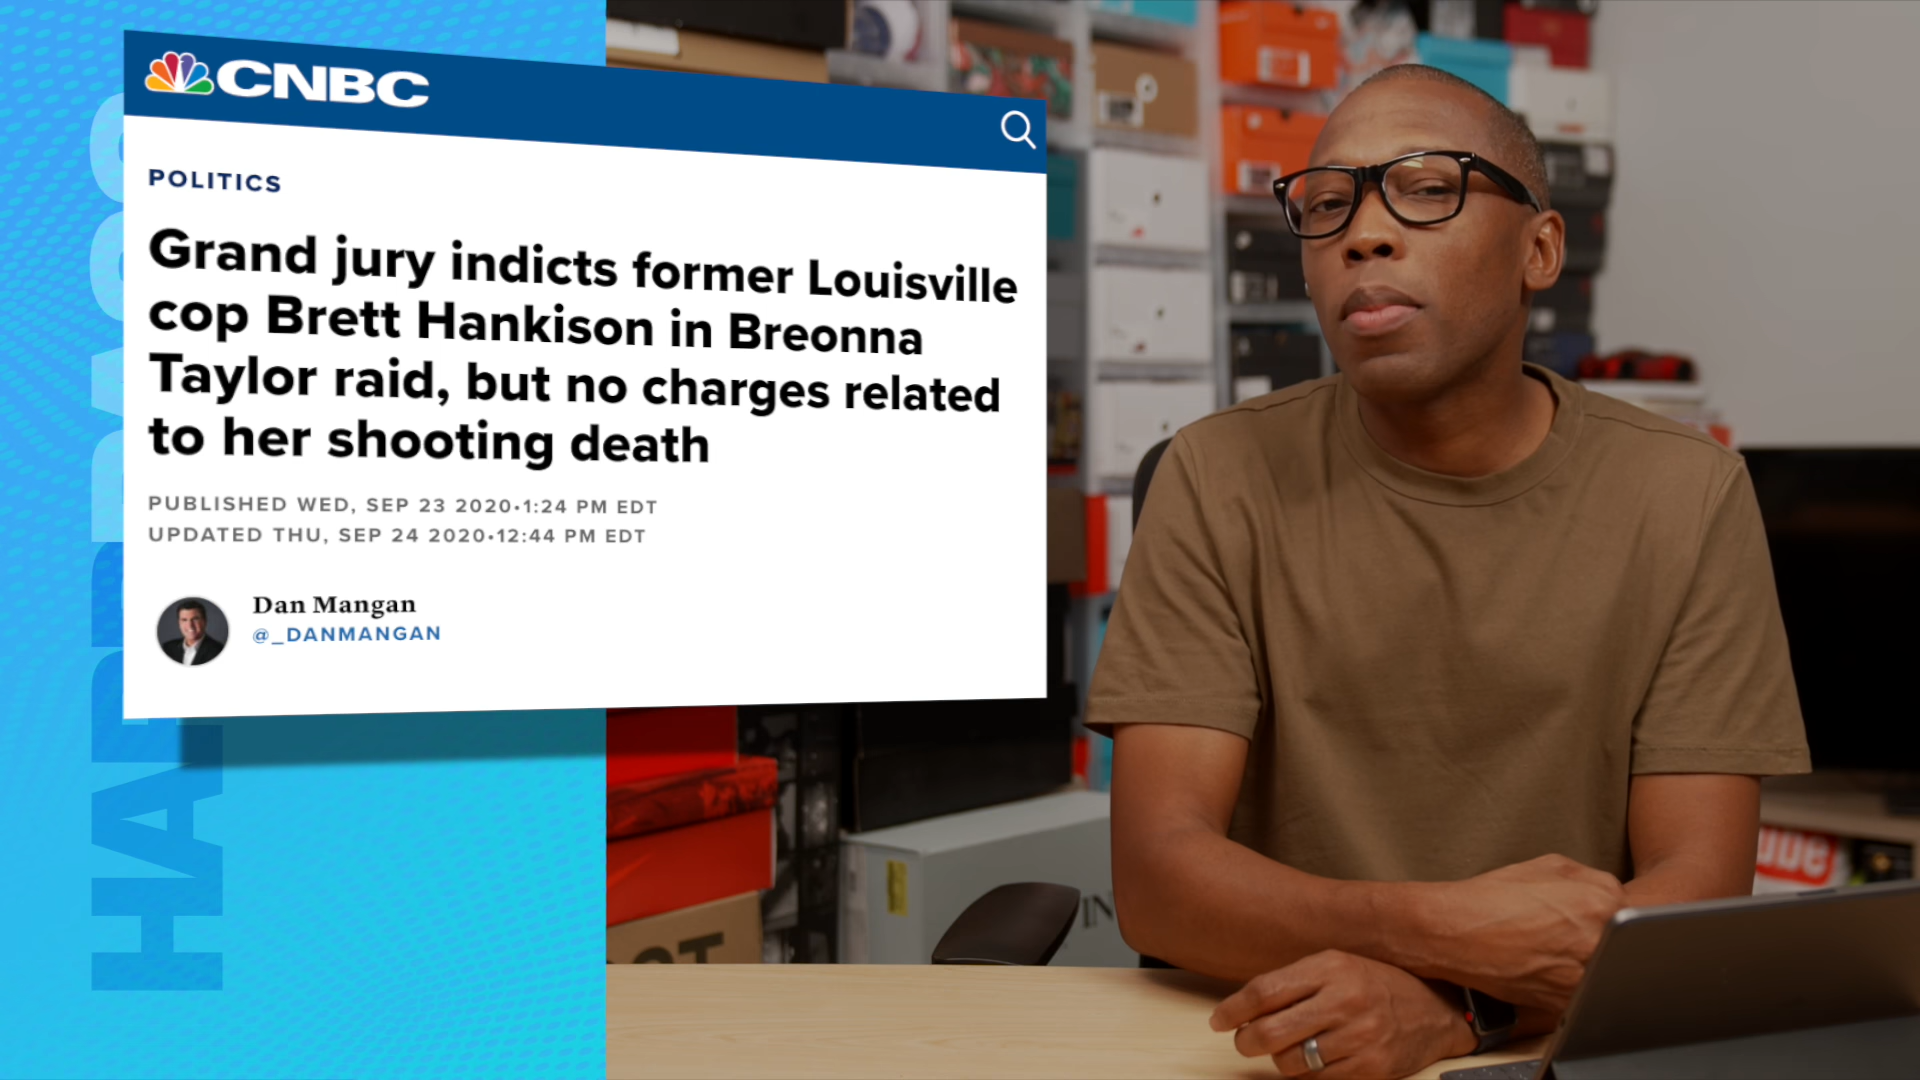 CNBC
POLITICS
Grand jury indicts former Louisville
cop Brett Hankison in Breonna
Taylor raid, but no charges related
to her shooting death
PUBLISHED WED, SEP 23 2020•1:24 PM EDT
UPDATED THU, SEP 24 2020•12:44 PM EDT
Dan Mangan
@_DANMANGAN